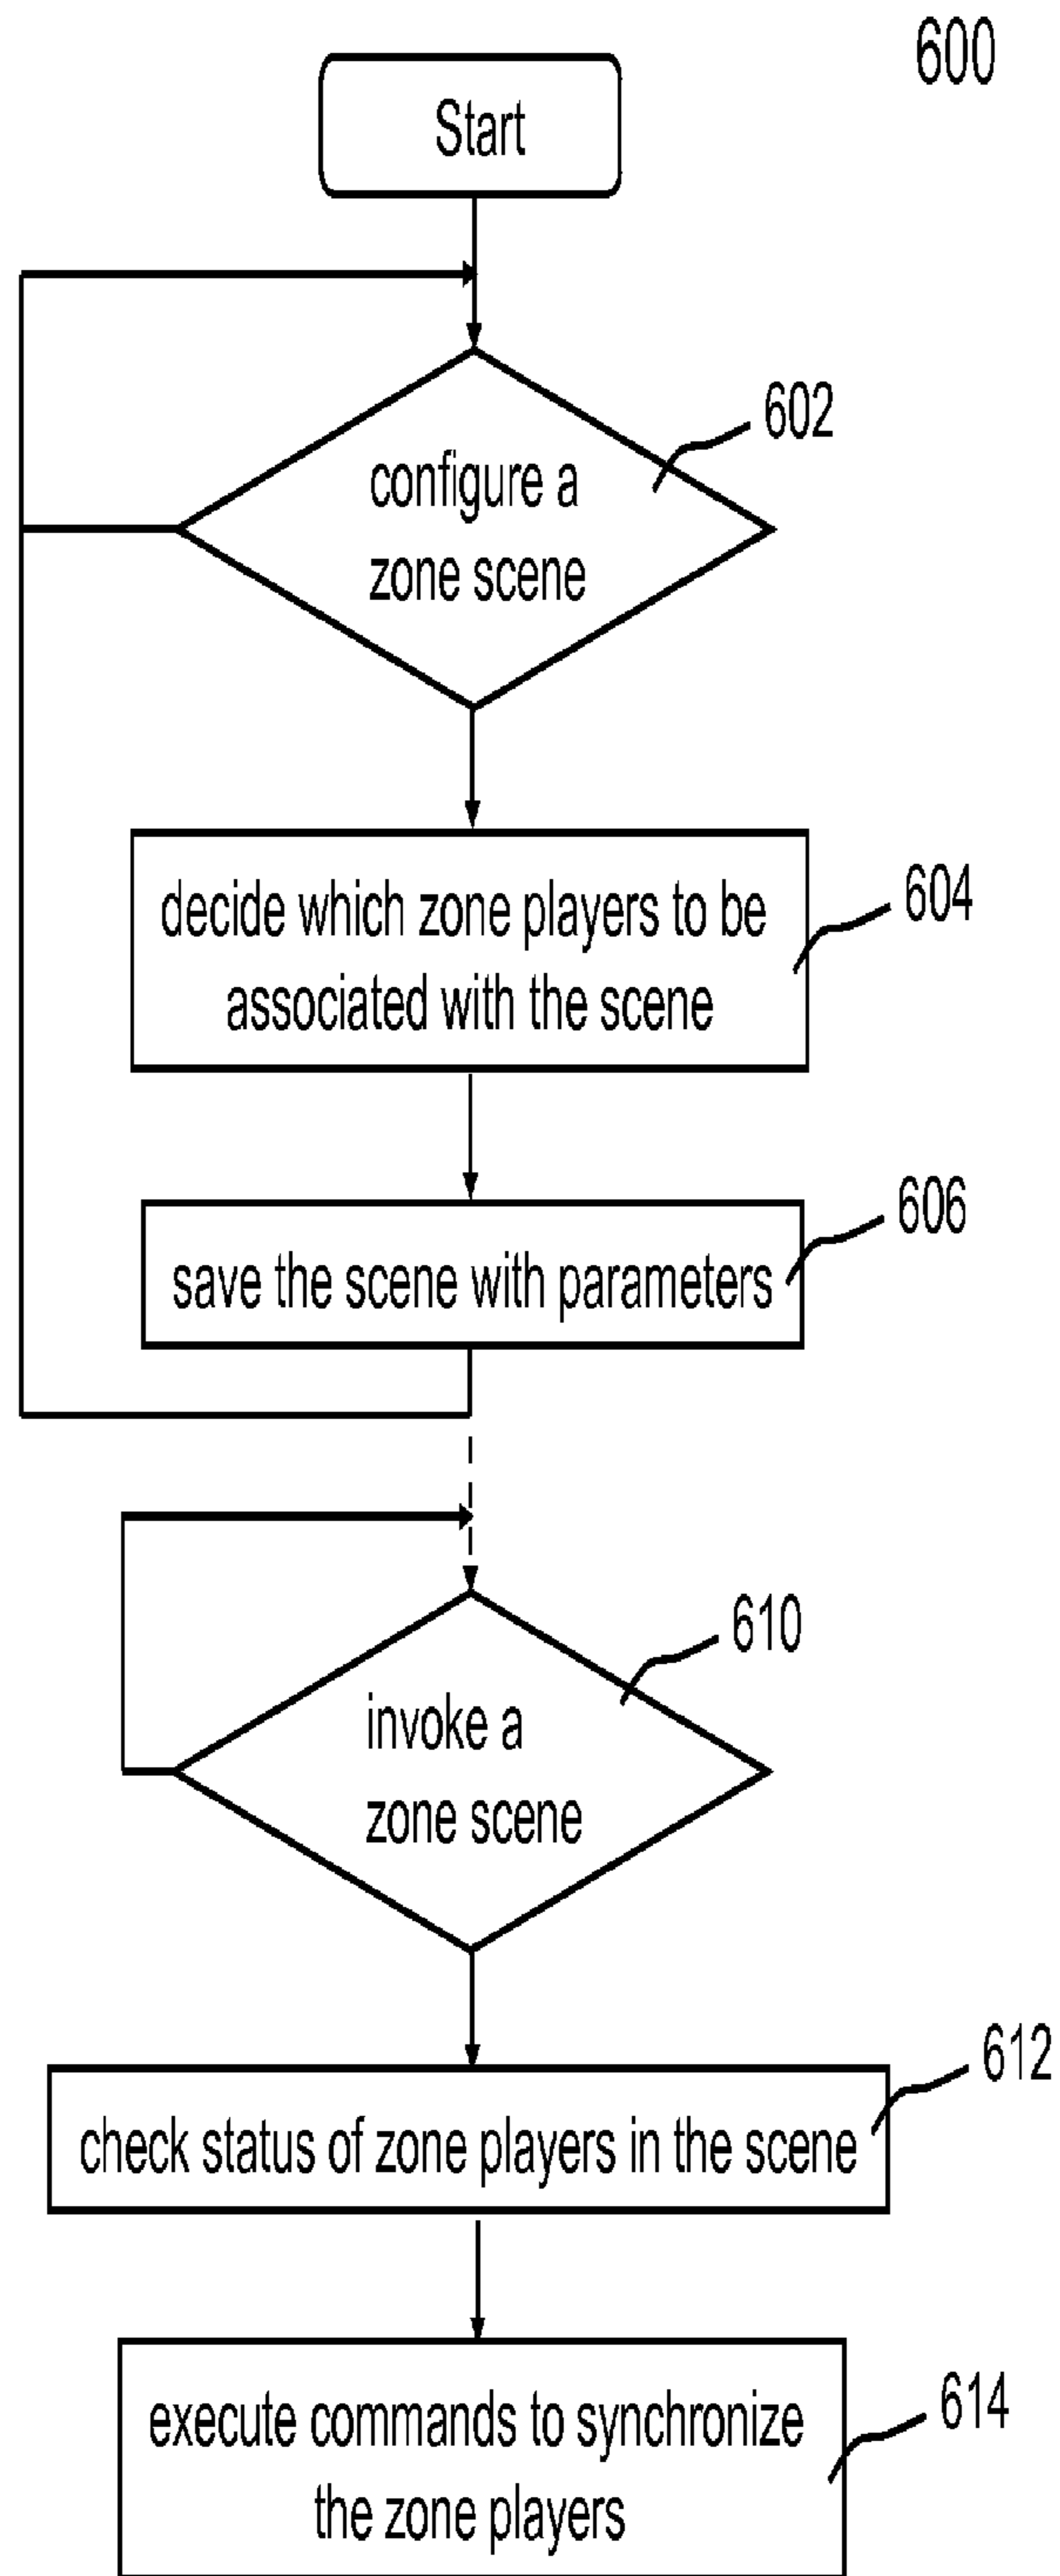 600
Start
602
configure a
zone scene
604
decide which zone players to be
associated with the scene
606
save the scene with parameters
610
invoke a
zone scene
612
check status of zone players in the scene
614
execute commands to synchronize
the zone players